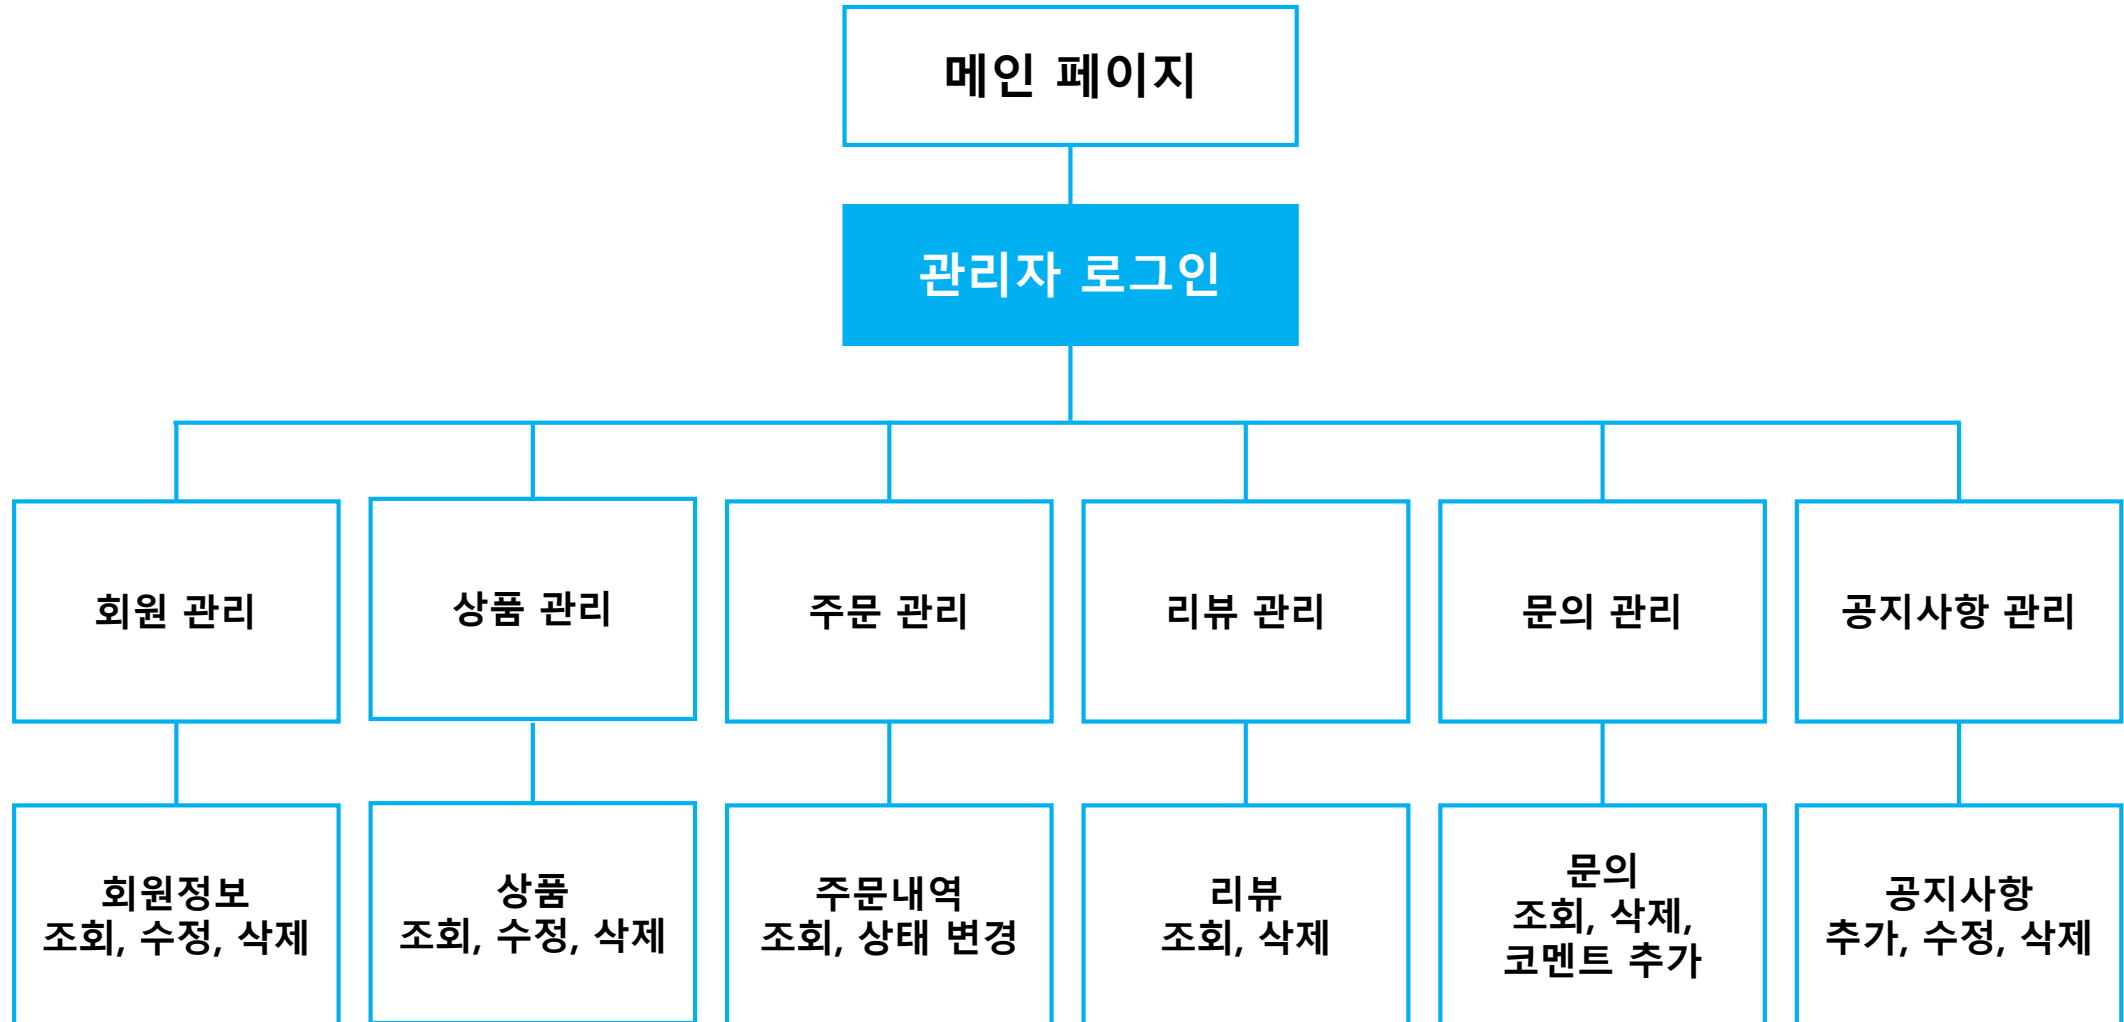 메인 페이지
관리자 로그인
회원 관리
상품 관리
주문 관리
리뷰 관리
문의 관리
공지사항 관리
회원정보
조회, 수정, 삭제
상품
조회, 수정, 삭제
주문내역
조회, 상태 변경
리뷰
조회, 삭제
문의
조회, 삭제,
코멘트 추가
공지사항
추가, 수정, 삭제